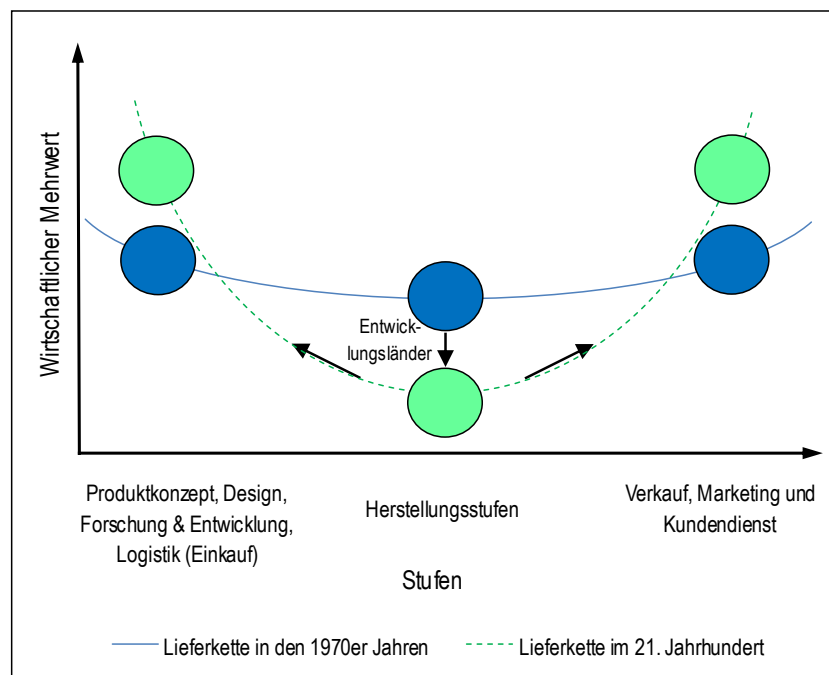 Wirtschaftlicher Mehrwert
Entwick-
lungsländer
Produktkonzept, Design,
Forschung & Entwicklung,
Logistik (Einkauf)
Herstellungsstufen
Verkauf, Marketing und
Kundendienst
Stufen
Lieferkette in den 1970er Jahren
Lieferkette im 21. Jahrhundert